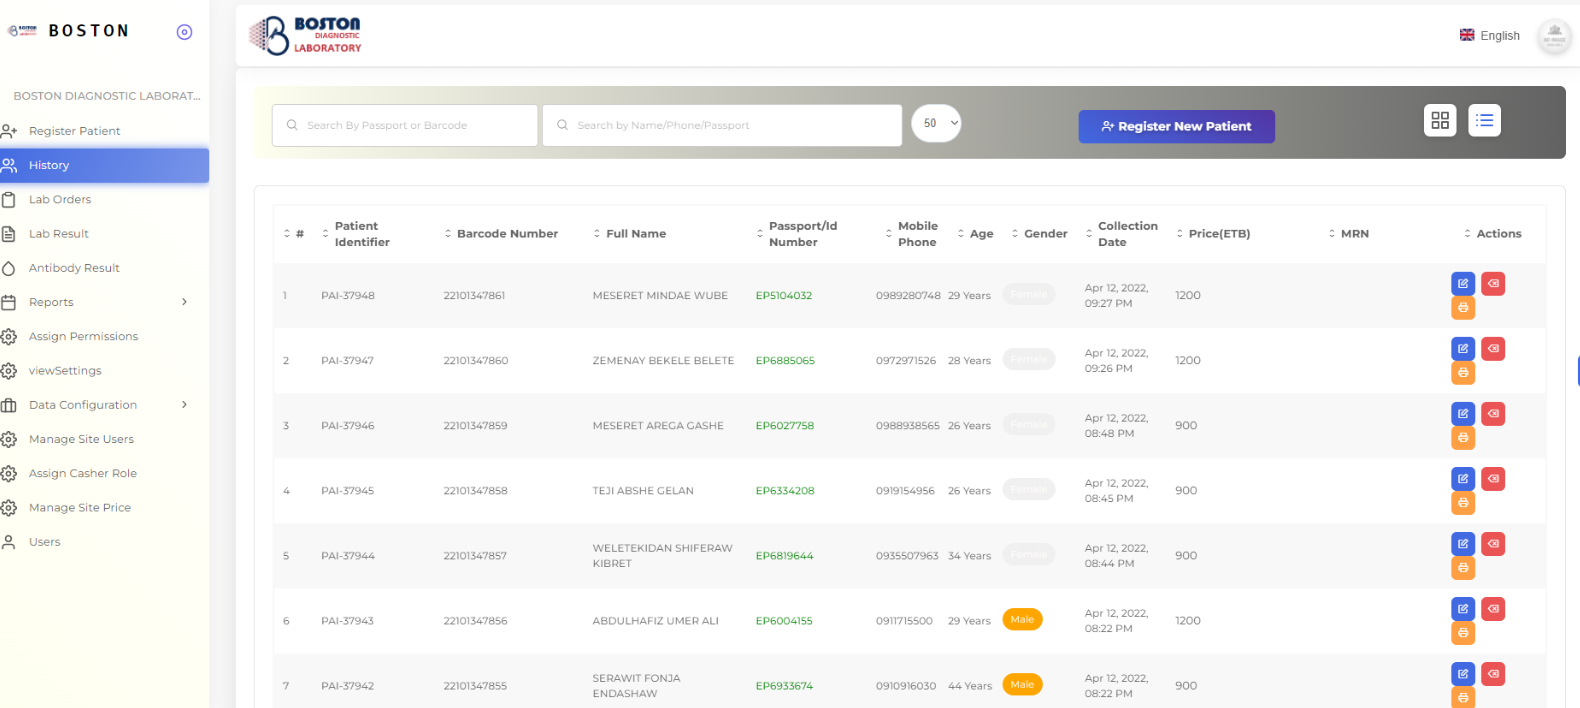 BOSTON
BOSTON
DIAGNOSTIC
LABORATORY
English
BOSTON DIAGNOSTIC LABORAT...
Register Patient
History
Lab Orders
Lab Result
Antibody Result
Reports
Assign Permissions
viewSettings
Data Configuration
Manage Site Users
Assign Casher Role
Manage Site Price
Users
Search By Passport or Barcode
Search by Name/Phone/Passport
50
Register New Patient
# Patient Identifier Barcode Number Full Name Passport/Id Number Mobile Phone Age Gender Collection Date Price(ETB) MRN Actions
1 PAI-37948 22101347861 MESERET MINDAE WUBE EP5104032 0989280748 29 Years Female Apr 12, 2022, 09:27 PM 1200
2 PAI-37947 22101347860 ZEMENAY BEKELE BELETE EP6885065 0972971526 28 Years Female Apr 12, 2022, 09:26 PM 1200
3 PAI-37946 22101347859 MESERET AREGA GASHE EP6027758 0988938565 26 Years Female Apr 12, 2022, 08:48 PM 900
4 PAI-37945 22101347858 TEJI ABSHE GELAN EP6334208 0919154956 26 Years Female Apr 12, 2022, 08:45 PM 900
5 PAI-37944 22101347857 WELETEKIDAN SHIFERAW KIBRET EP6819644 0935507963 34 Years Female Apr 12, 2022, 08:44 PM 900
6 PAI-37943 22101347856 ABDULHAFIZ UMER ALI EP6004155 0911715500 29 Years Male Apr 12, 2022, 08:22 PM 1200
7 PAI-37942 22101347855 SERAWIT FONJA ENDASHAW EP6933674 0910916030 44 Years Male Apr 12, 2022, 08:22 PM 900